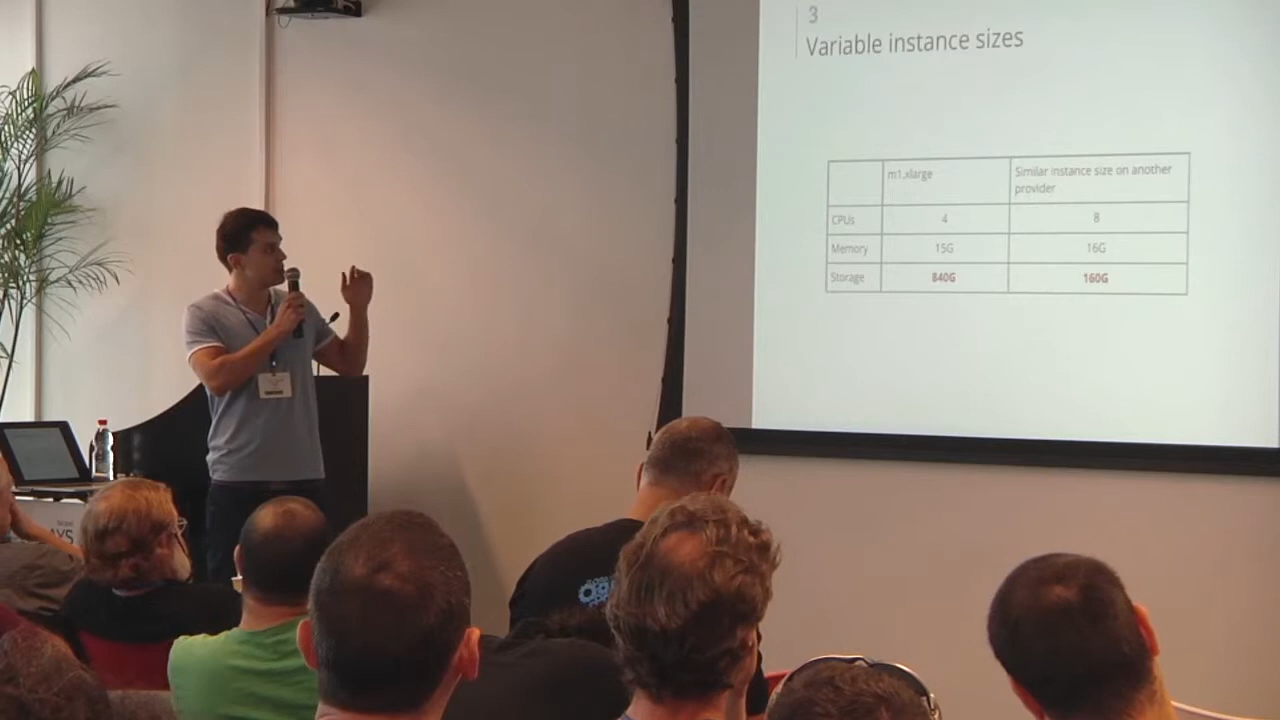 3
Variable instance sizes
m1.xlarge
Similar instance size on another
provider
CPUs 4 8
Memory 15G 16G
Storage 840G 160G